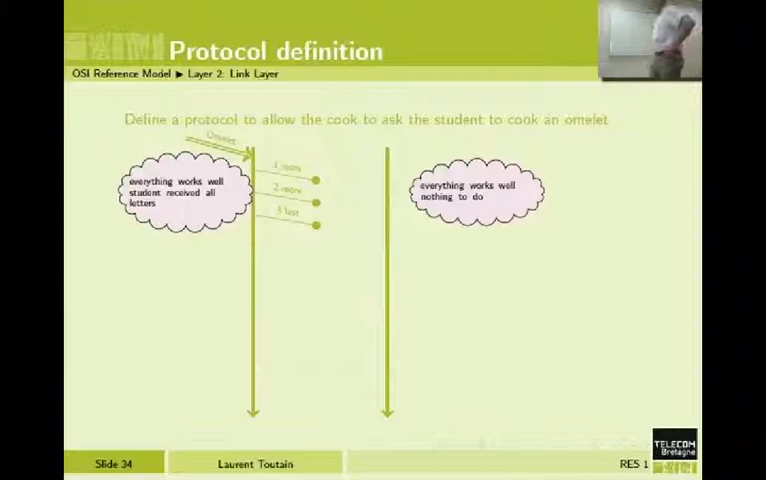 Protocol definition
OSI Reference Model ▶ Layer 2: Link Layer
Define a protocol to allow the cook to ask the student to cook an omelet
Omelet
1 more
2 more
3 last
everything works well
student received all
letters
everything works well
nothing to do
TELECOM
Bretagne
Slide 34
Laurent Toutain
RES 1